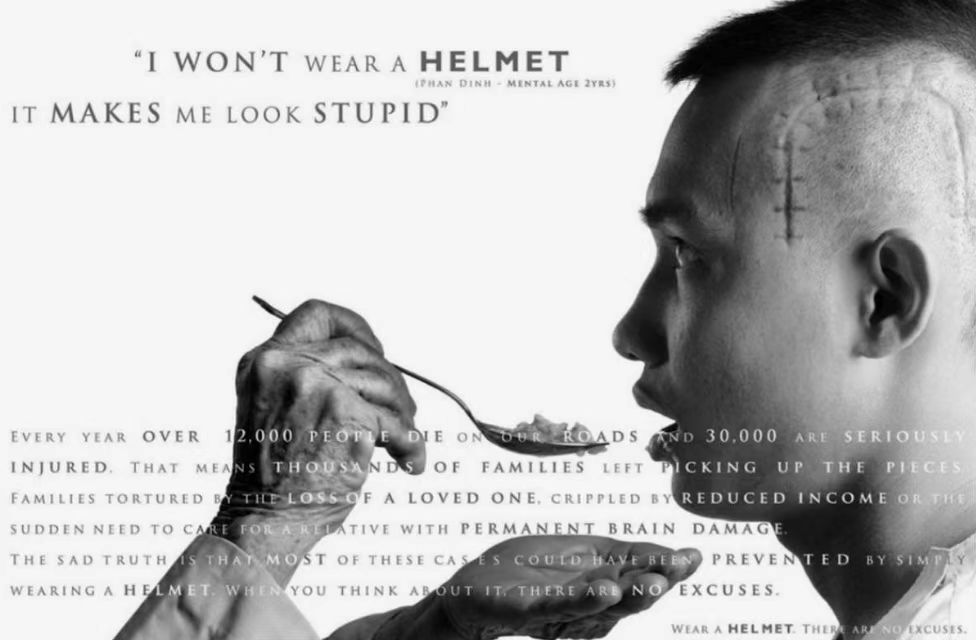 “I WON’T WEAR A HELMET
(PHAN DINH - MENTAL AGE 2YRS)
IT MAKES ME LOOK STUPID”
EVERY YEAR OVER 12,000 PEOPLE DIE ON OUR ROADS AND 30,000 ARE SERIOUSLY
INJURED. THAT MEANS THOUSANDS OF FAMILIES LEFT PICKING UP THE PIECES.
FAMILIES TORTURED BY THE LOSS OF A LOVED ONE, CRIPPLED BY REDUCED INCOME OR THE
SUDDEN NEED TO CARE FOR A RELATIVE WITH PERMANENT BRAIN DAMAGE.
THE SAD TRUTH IS THAT MOST OF THESE CASES COULD HAVE BEEN PREVENTED BY SIMPLY
WEARING A HELMET. WHEN YOU THINK ABOUT IT, THERE ARE NO EXCUSES.
WEAR A HELMET. THERE ARE NO EXCUSES.